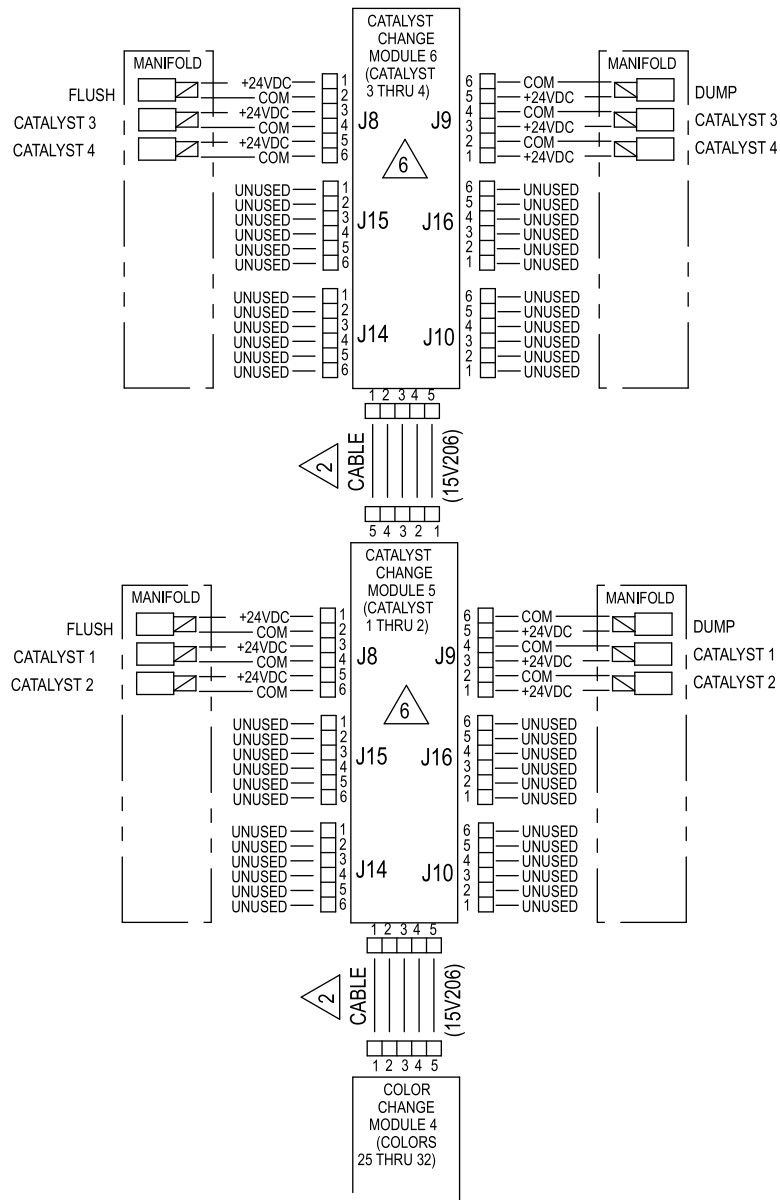 CATALYST
CHANGE
MODULE 6
(CATALYST
3 THRU 4)
MANIFOLD
FLUSH
CATALYST 3
CATALYST 4
+24VDC
COM
+24VDC
COM
+24VDC
COM
1
2
3
4
5
6
J8
J9
6
6
5
4
3
2
1
COM
+24VDC
COM
+24VDC
COM
+24VDC
MANIFOLD
DUMP
CATALYST 3
CATALYST 4
UNUSED 1
UNUSED 2
UNUSED 3
UNUSED 4
UNUSED 5
UNUSED 6
J15
J16
6 UNUSED
5 UNUSED
4 UNUSED
3 UNUSED
2 UNUSED
1 UNUSED
UNUSED 1
UNUSED 2
UNUSED 3
UNUSED 4
UNUSED 5
UNUSED 6
J14
J10
6 UNUSED
5 UNUSED
4 UNUSED
3 UNUSED
2 UNUSED
1 UNUSED
1 2 3 4 5
2
CABLE
(15V206)
5 4 3 2 1
CATALYST
CHANGE
MODULE 5
(CATALYST
1 THRU 2)
MANIFOLD
FLUSH
CATALYST 1
CATALYST 2
+24VDC
COM
+24VDC
COM
+24VDC
COM
1
2
3
4
5
6
J8
J9
6
6
5
4
3
2
1
COM
+24VDC
COM
+24VDC
COM
+24VDC
MANIFOLD
DUMP
CATALYST 1
CATALYST 2
UNUSED 1
UNUSED 2
UNUSED 3
UNUSED 4
UNUSED 5
UNUSED 6
J15
J16
6 UNUSED
5 UNUSED
4 UNUSED
3 UNUSED
2 UNUSED
1 UNUSED
UNUSED 1
UNUSED 2
UNUSED 3
UNUSED 4
UNUSED 5
UNUSED 6
J14
J10
6 UNUSED
5 UNUSED
4 UNUSED
3 UNUSED
2 UNUSED
1 UNUSED
1 2 3 4 5
2
CABLE
(15V206)
1 2 3 4 5
COLOR
CHANGE
MODULE 4
(COLORS
25 THRU 32)